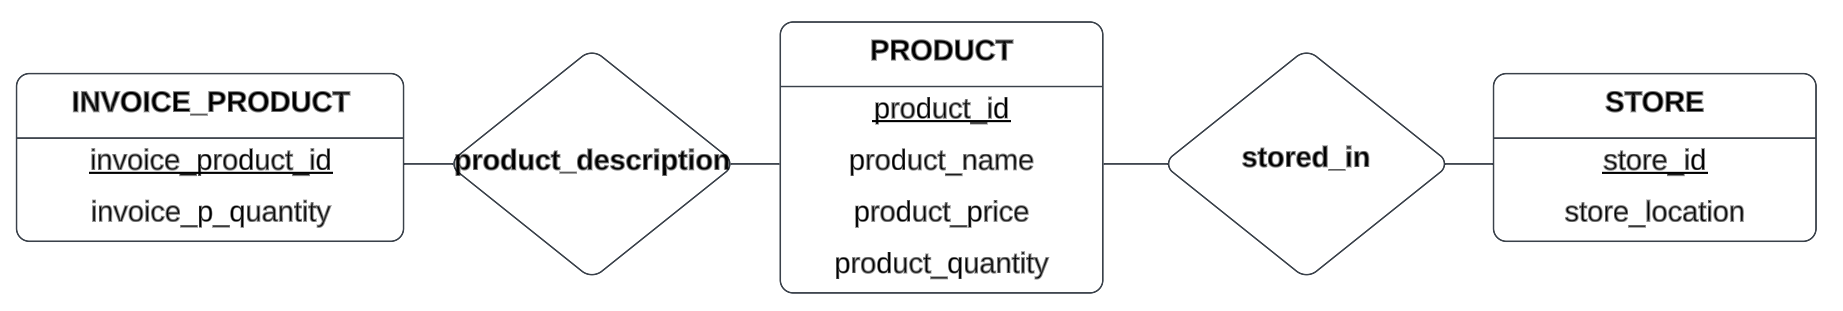 INVOICE_PRODUCT
invoice_product_id
invoice_p_quantity
product_description
PRODUCT
product_id
product_name
product_price
product_quantity
stored_in
STORE
store_id
store_location